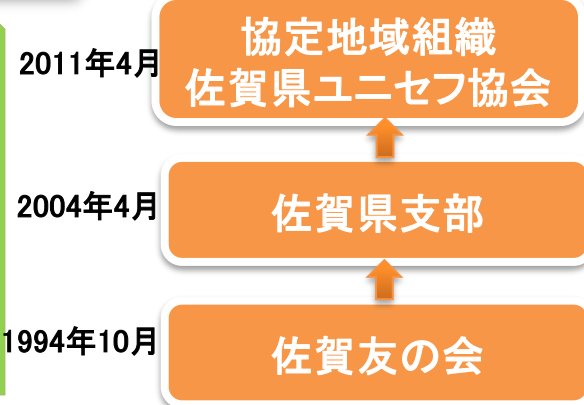 2011年4月
協定地域組織
佐賀県ユニセフ協会
2004年4月
佐賀県支部
1994年10月
佐賀友の会